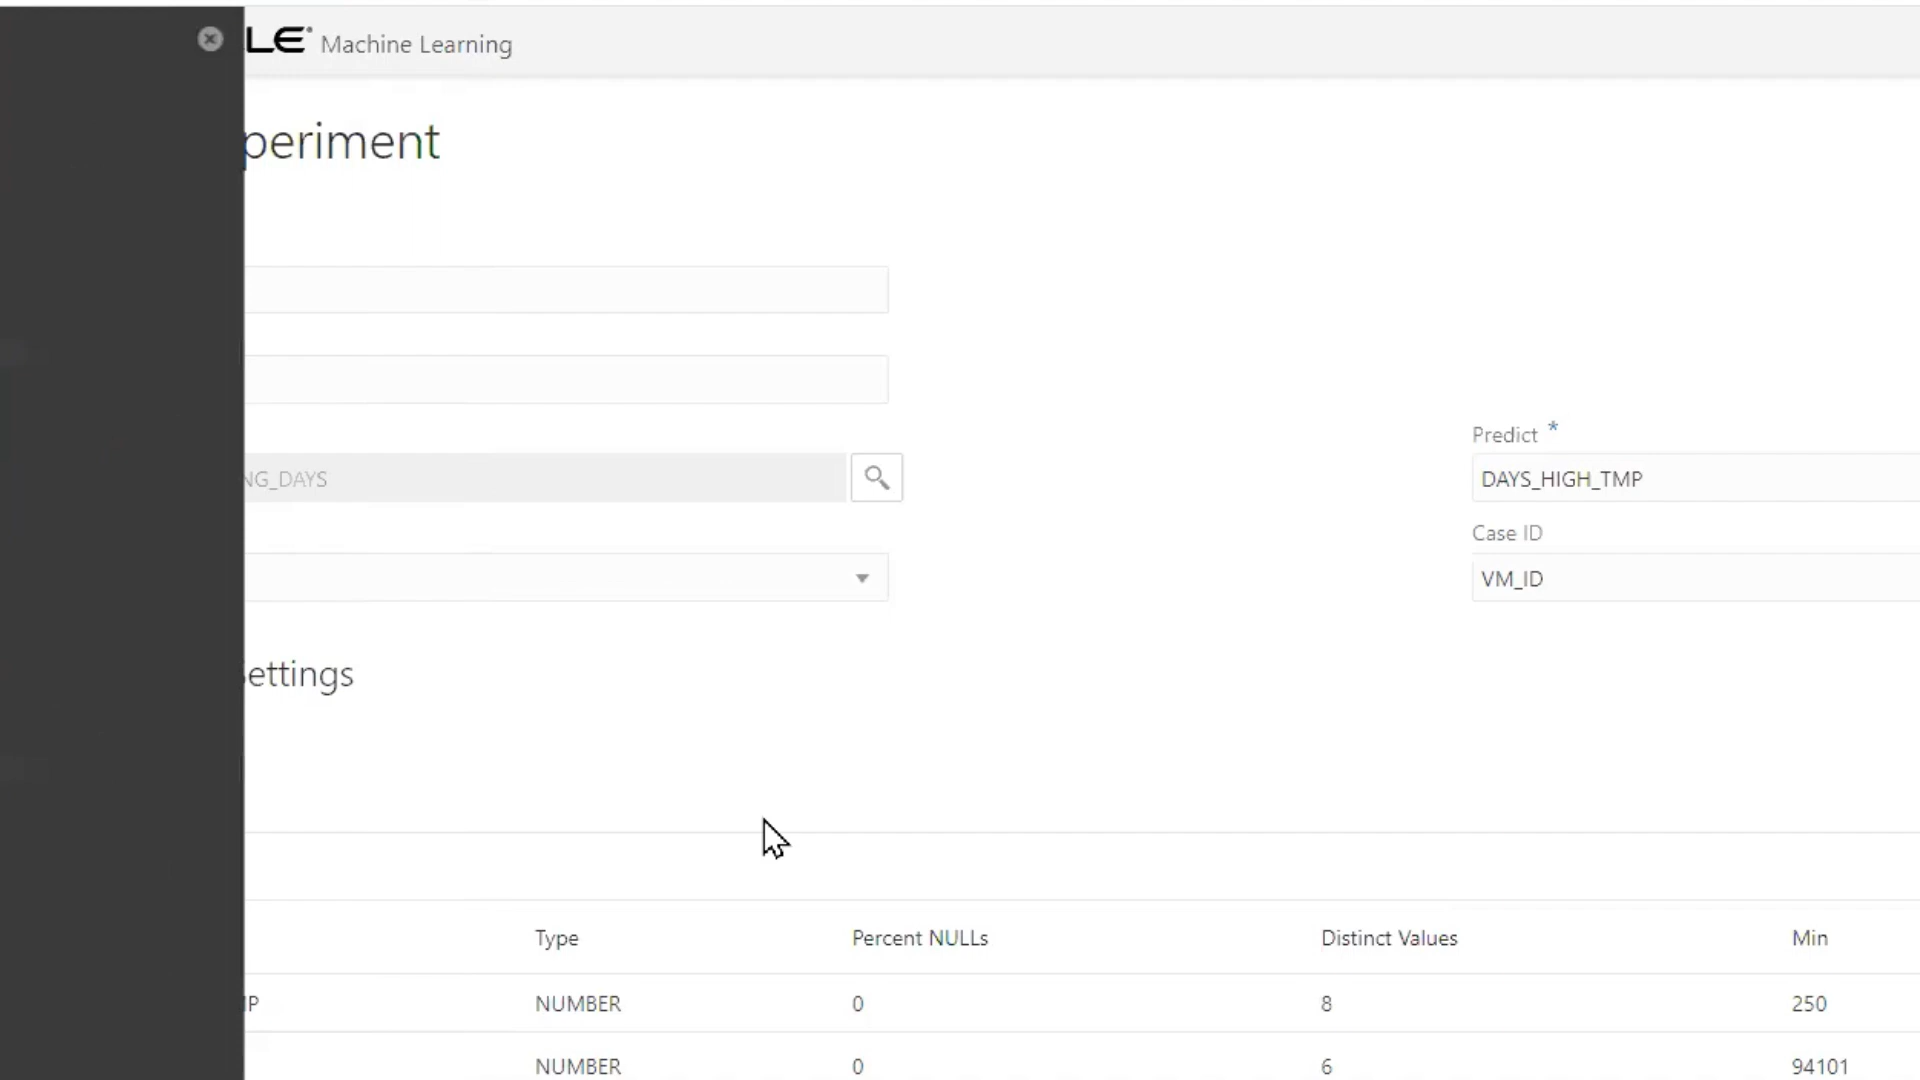 LE Machine Learning
periment
Predict *
NG_DAYS
DAYS_HIGH_TMP
Case ID
VM_ID
ettings
Type Percent NULLs Distinct Values Min
P NUMBER 0 8 250
NUMBER 0 6 94101